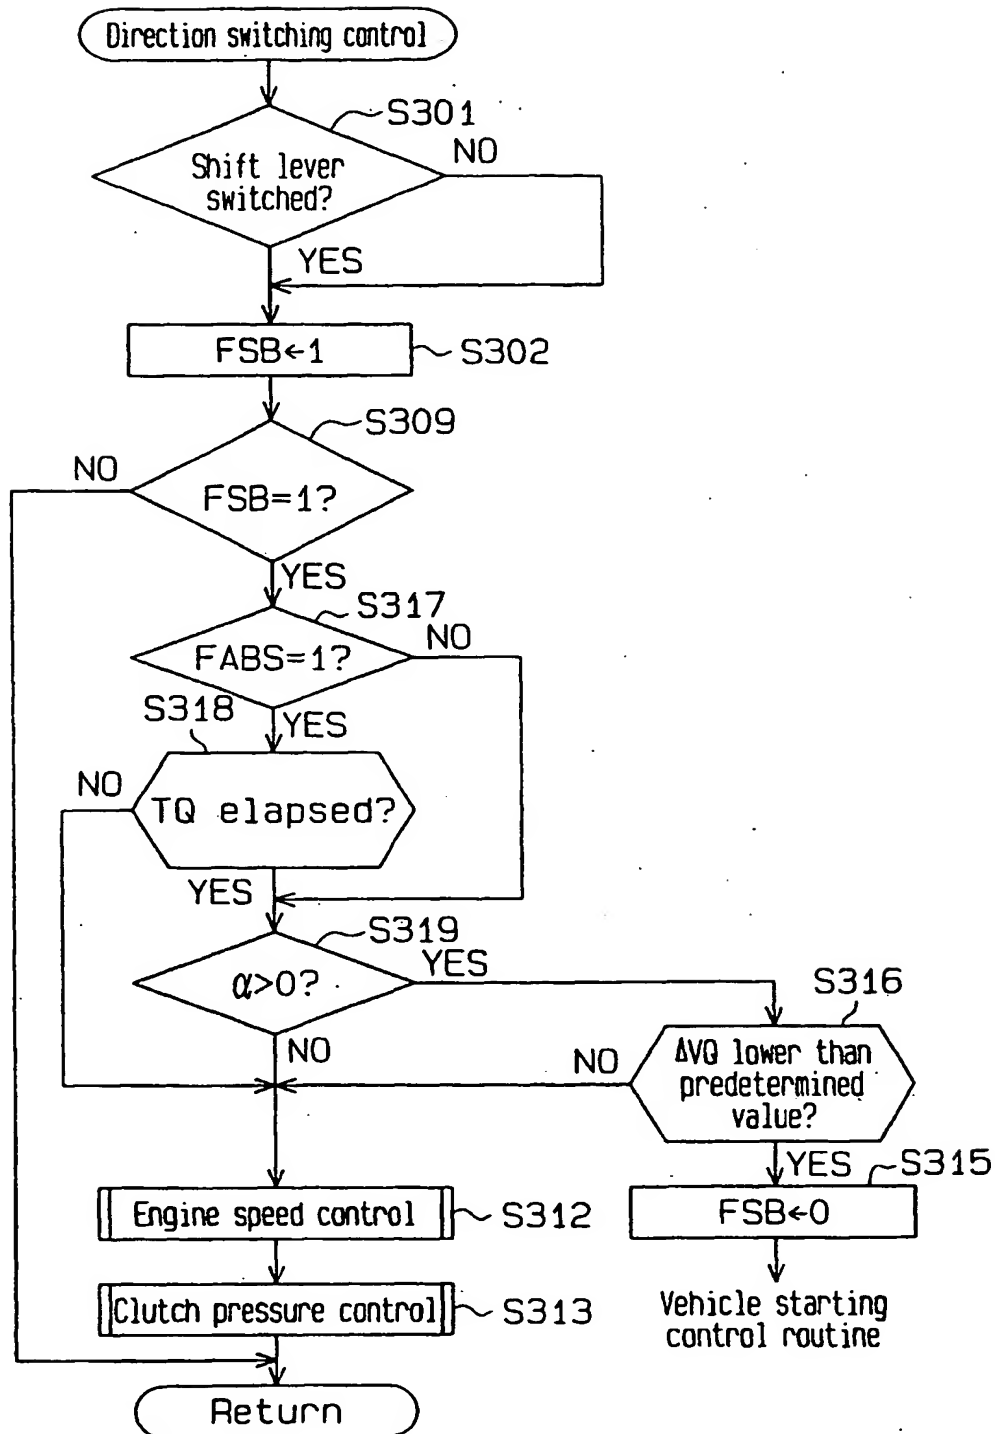 Direction switching control
S301
NO
Shift lever
switched?
YES
FSB←1
S302
S309
NO
FSB=1?
YES
S317
NO
FABS=1?
S318
YES
NO
TQ elapsed?
YES
S319
YES
α>0?
S316
NO
NO
ΔVQ lower than
predetermined
value?
YES
S315
Engine speed control
S312
FSB←0
Clutch pressure control
S313
Vehicle starting
control routine
Return